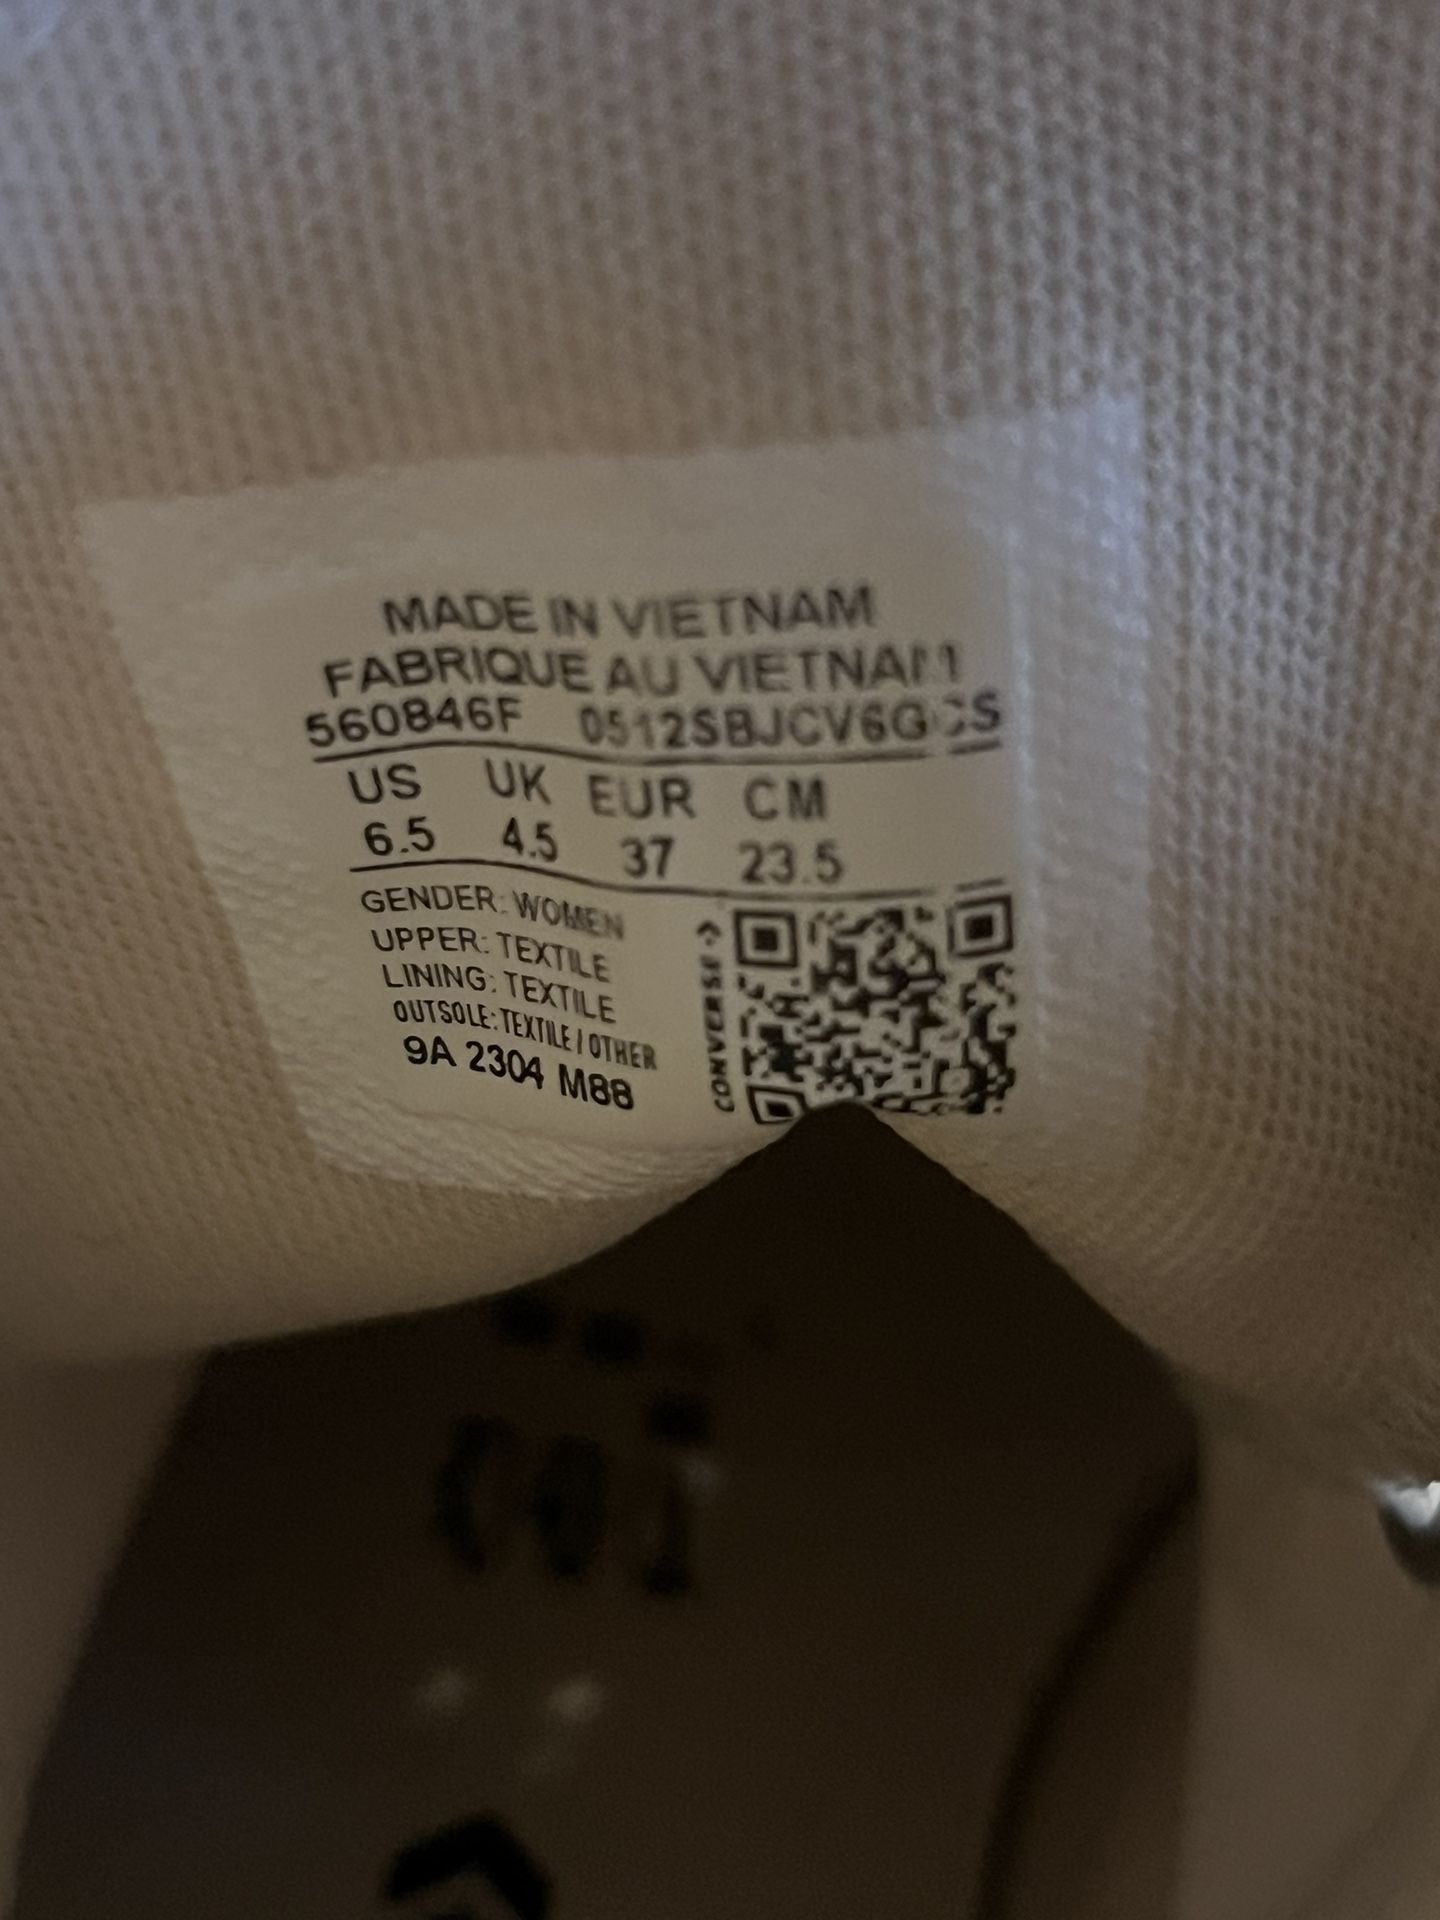 MADE IN VIETNAM
FABRIQUE AU VIETNAM
560846F
US UK EUR CM
6.5 4.5 37 23.5
GENDER: WOMEN
UPPER: TEXTILE
LINING: TEXTILE
OUTSOLE: TEXTILE / OTHER
9A 2304 M88
CONVERSE